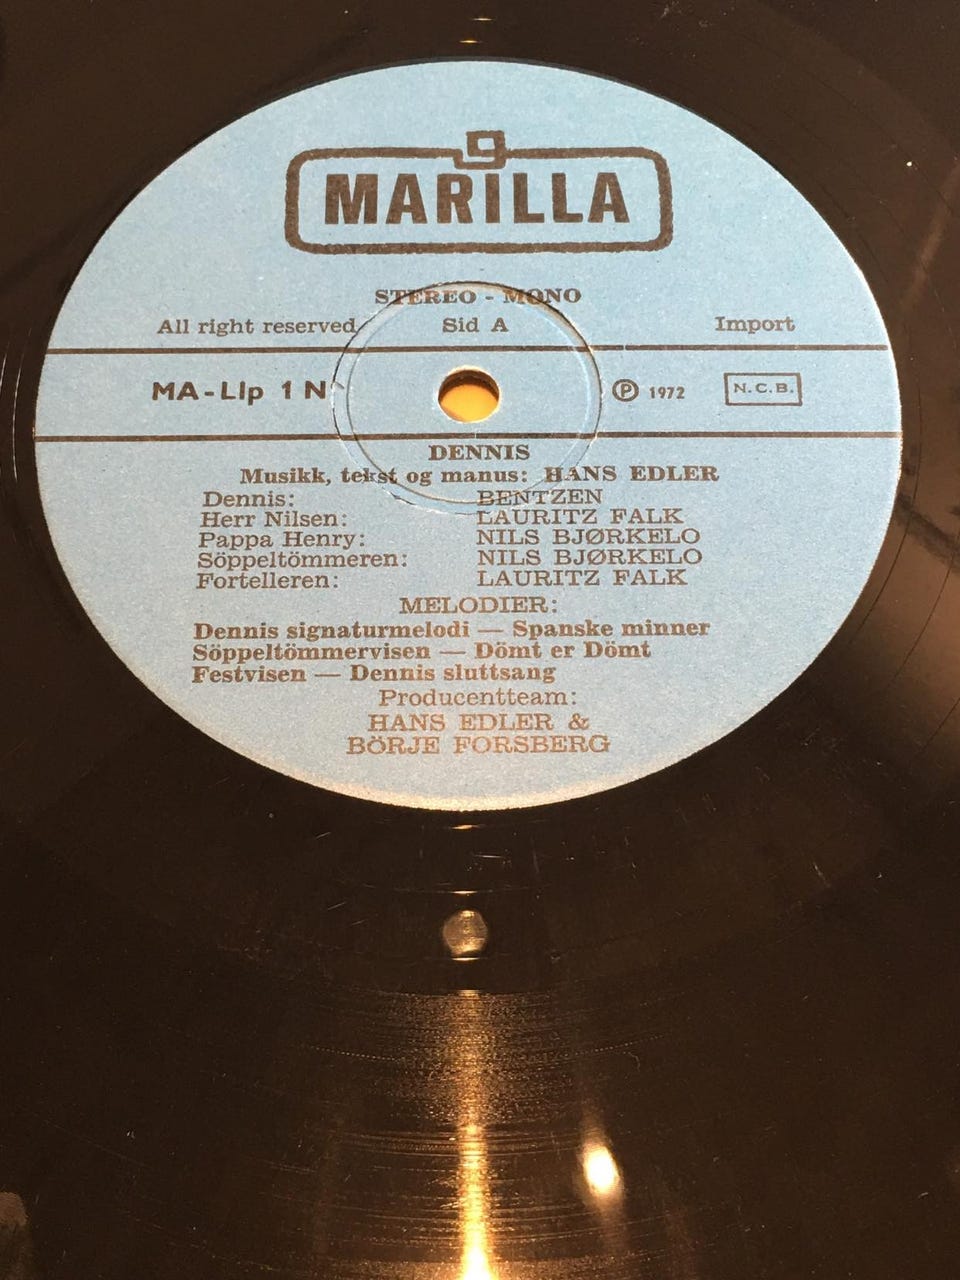 MARILLA
STEREO - MONO
All right reserved Sid A Import
MA-Llp 1 N Ⓟ 1972 N.C.B.
DENNIS
Musikk, tekst og manus: HANS EDLER
Dennis: BENTZEN
Herr Nilsen: LAURITZ FALK
Pappa Henry: NILS BJØRKELO
Söppeltömmeren: NILS BJØRKELO
Fortelleren: LAURITZ FALK
MELODIER:
Dennis signaturmelodi — Spanske minner
Söppeltömmervisen — Dömt er Dömt
Festvisen — Dennis sluttsang
Producentteam:
HANS EDLER &
BÖRJE FORSBERG